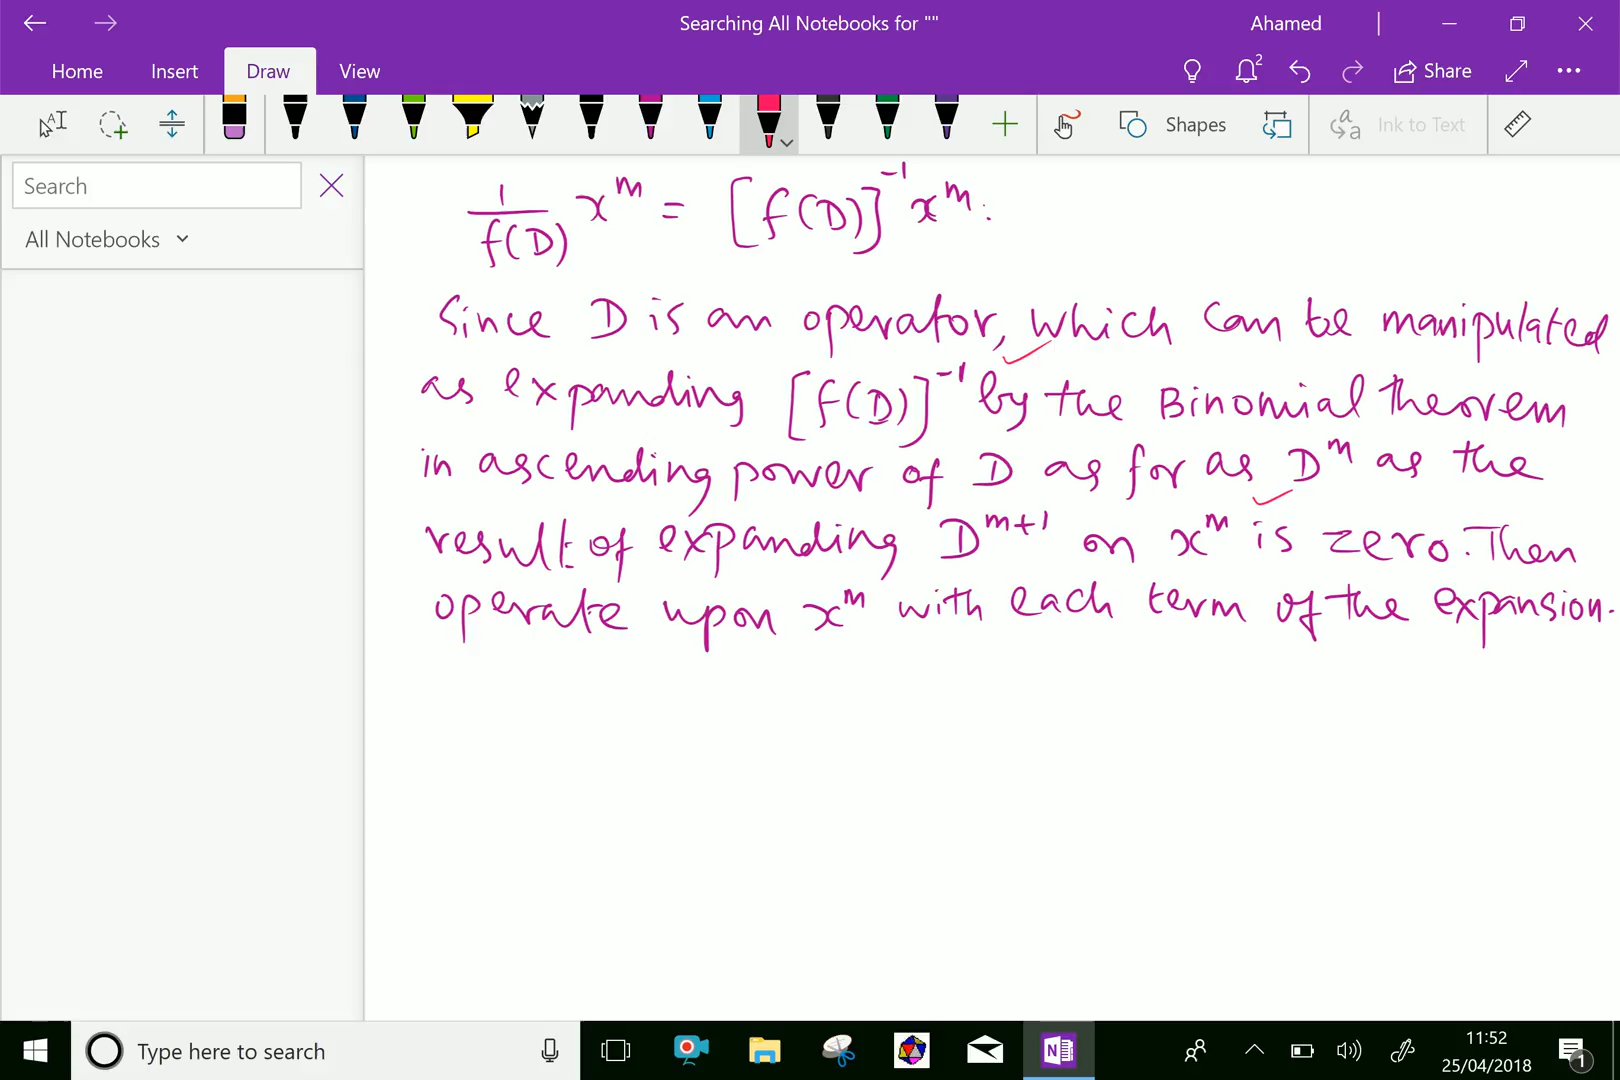 Searching All Notebooks for ""
Ahamed
Home Insert Draw View
2
Share
Shapes
Ink to Text
Search
All Notebooks
1/f(D) x^m = [f(D)]^-1 x^m.
Since D is an operator, which can be manipulated
as expanding [f(D)]^-1 by the Binomial theorem
in ascending power of D as for as D^m as the
result of expanding D^m+1 on x^m is zero. Then
operate upon x^m with each term of the expansion.
Type here to search
N
11:52
25/04/2018
1